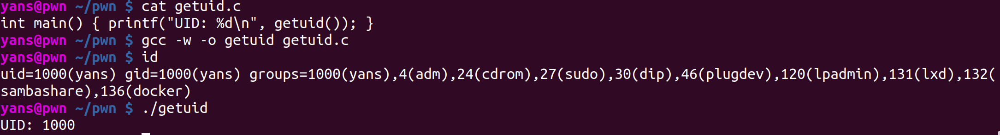 yans@pwn ~/pwn $ cat getuid.c
int main() { printf("UID: %d\n", getuid()); }
yans@pwn ~/pwn $ gcc -w -o getuid getuid.c
yans@pwn ~/pwn $ id
uid=1000(yans) gid=1000(yans) groups=1000(yans),4(adm),24(cdrom),27(sudo),30(dip),46(plugdev),120(lpadmin),131(lxd),132(
sambashare),136(docker)
yans@pwn ~/pwn $ ./getuid
UID: 1000